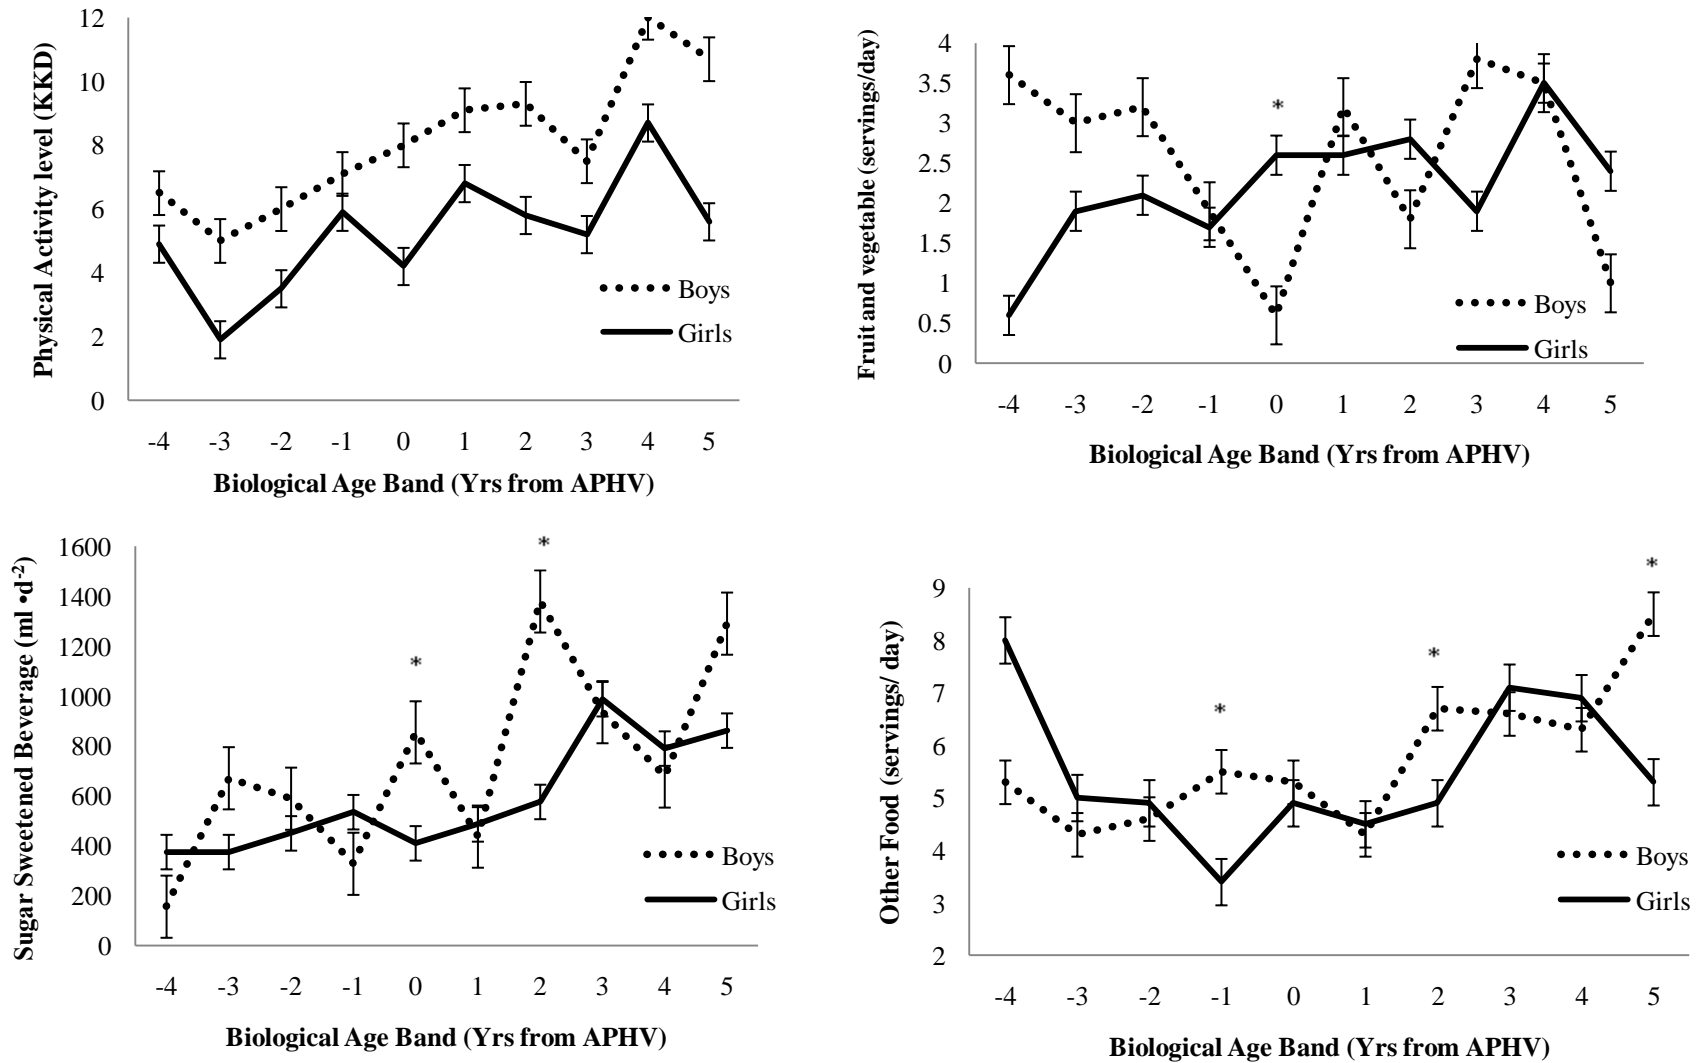 Physical Activity level (KKD)
12
10
8
6
4
2
0
-4 -3 -2 -1 0 1 2 3 4 5
Biological Age Band (Yrs from APHV)
Boys
Girls
Fruit and vegetable (servings/day)
4
3.5
3
2.5
2
1.5
1
0.5
0
*
-4 -3 -2 -1 0 1 2 3 4 5
Biological Age Band (Yrs from APHV)
Boys
Girls
Sugar Sweetened Beverage (ml •d-2)
1600
1400
1200
1000
800
600
400
200
0
*
*
-4 -3 -2 -1 0 1 2 3 4 5
Biological Age Band (Yrs from APHV)
Boys
Girls
Other Food (servings/ day)
9
8
7
6
5
4
3
2
*
*
*
-4 -3 -2 -1 0 1 2 3 4 5
Biological Age Band (Yrs from APHV)
Boys
Girls